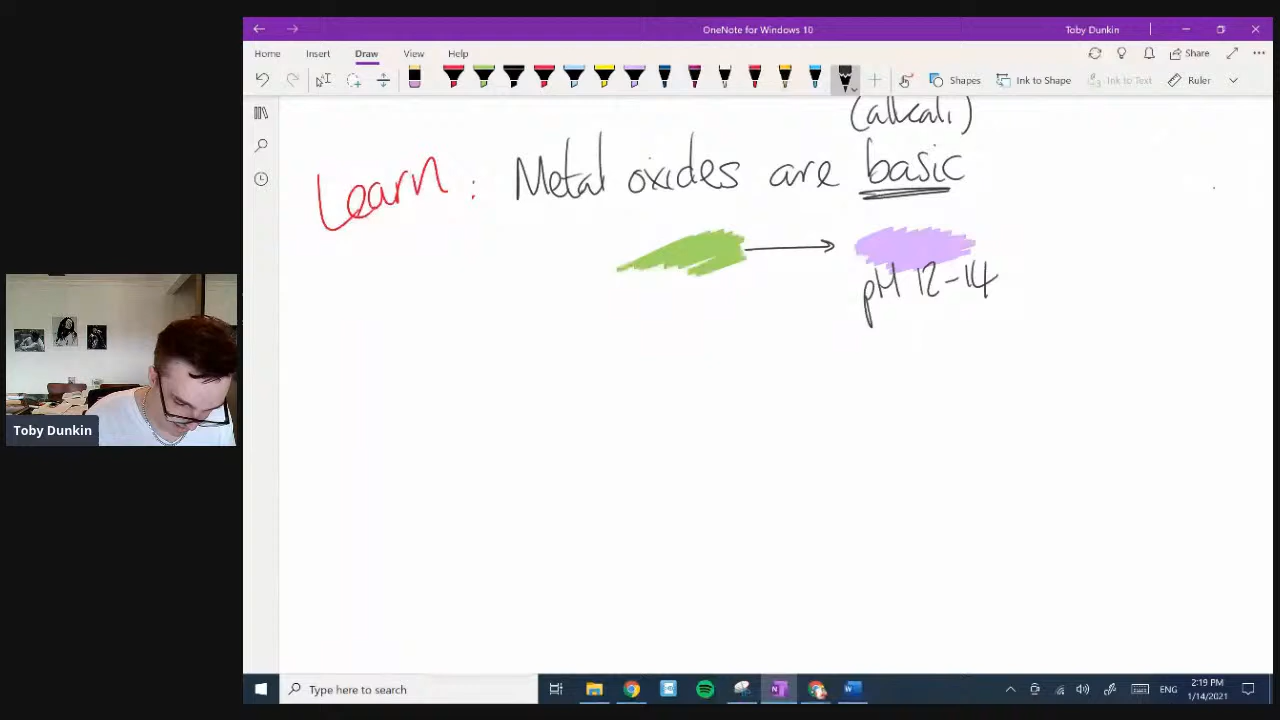 OneNote for Windows 10
Toby Dunkin
Home Insert Draw View Help
Share
Shapes Ink to Shape Ink to Text Ruler
(alkali)
Learn : Metal oxides are basic
pH 12-14
Toby Dunkin
Type here to search
ENG
2:19 PM
1/14/2021